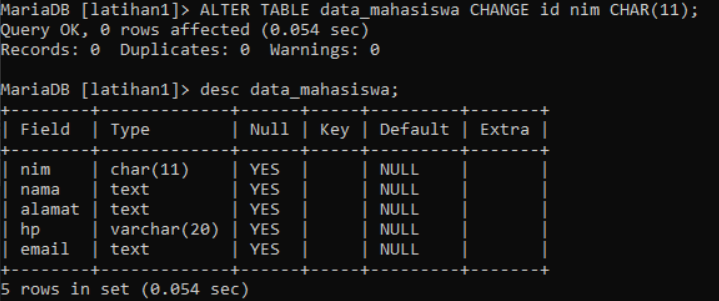 MariaDB [latihan1]> ALTER TABLE data_mahasiswa CHANGE id nim CHAR(11);
Query OK, 0 rows affected (0.054 sec)
Records: 0  Duplicates: 0  Warnings: 0

MariaDB [latihan1]> desc data_mahasiswa;
+--------+-------------+------+-----+---------+-------+
| Field  | Type        | Null | Key | Default | Extra |
+--------+-------------+------+-----+---------+-------+
| nim    | char(11)    | YES  |     | NULL    |       |
| nama   | text        | YES  |     | NULL    |       |
| alamat | text        | YES  |     | NULL    |       |
| hp     | varchar(20) | YES  |     | NULL    |       |
| email  | text        | YES  |     | NULL    |       |
+--------+-------------+------+-----+---------+-------+
5 rows in set (0.054 sec)